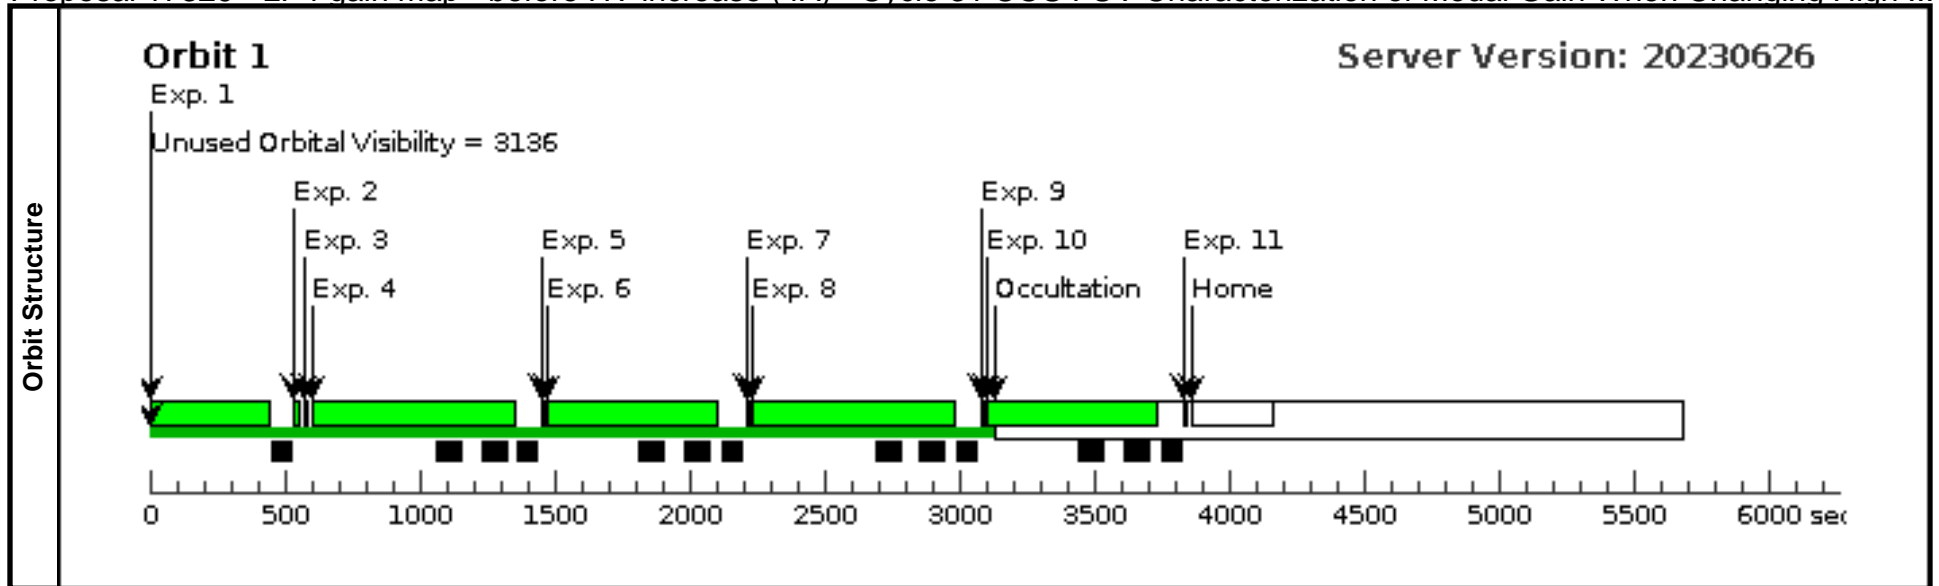 Orbit 1
Server Version: 20230626
Exp. 1
Unused Orbital Visibility = 3136
Exp. 2
Exp. 9
Exp. 3
Exp. 5
Exp. 7
Exp. 10
Exp. 11
Exp. 4
Exp. 6
Exp. 8
Occultation
Home
Orbit Structure
0
500
1000
1500
2000
2500
3000
3500
4000
4500
5000
5500
6000 sec